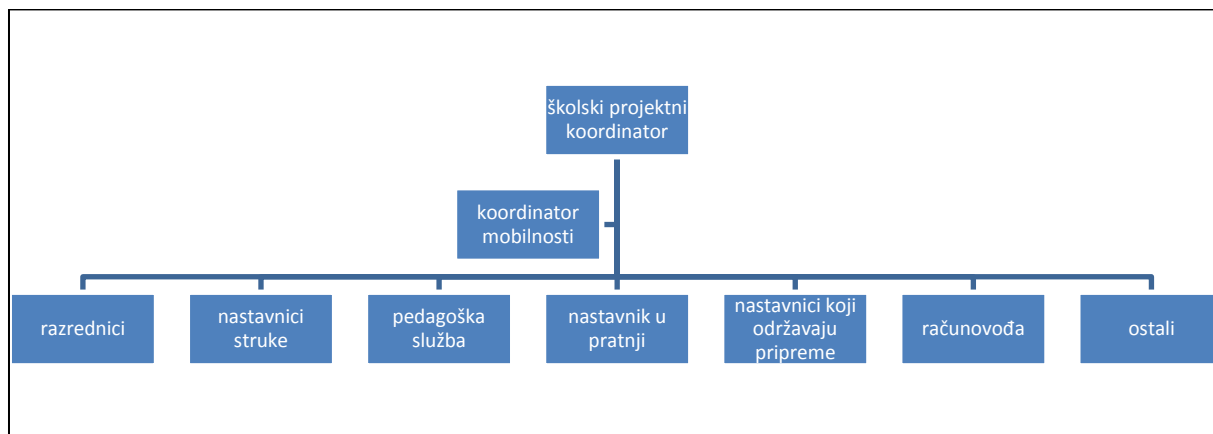 školski projektni
koordinator
koordinator
mobilnosti
razrednici
nastavnici
struke
pedagoška
služba
nastavnik u
pratnji
nastavnici koji
održavaju
pripreme
računovođa
ostali